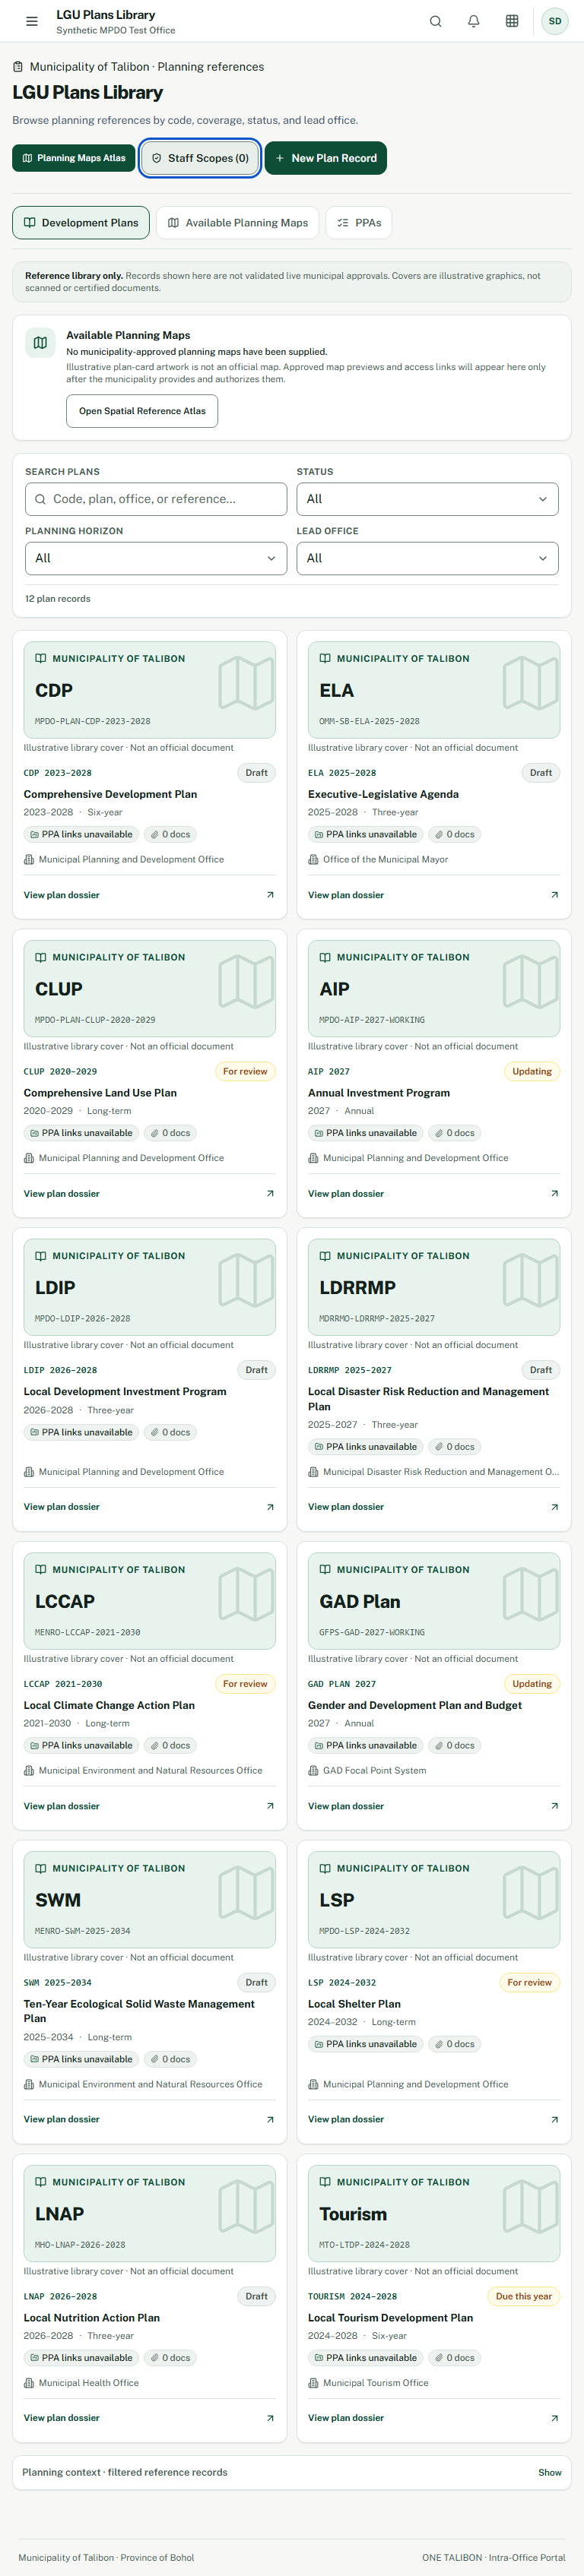 LGU Plans Library
Synthetic MPDO Test Office
SD
Municipality of Talibon · Planning references
LGU Plans Library
Browse planning references by code, coverage, status, and lead office.
Planning Maps Atlas
Staff Scopes (0)
New Plan Record
Development Plans
Available Planning Maps
PPAs
Reference library only. Records shown here are not validated live municipal approvals. Covers are illustrative graphics, not
scanned or certified documents.
Available Planning Maps
No municipality-approved planning maps have been supplied.
Illustrative plan-card artwork is not an official map. Approved map previews and access links will appear here only
after the municipality provides and authorizes them.
Open Spatial Reference Atlas
SEARCH PLANS
Code, plan, office, or reference...
STATUS
All
PLANNING HORIZON
All
LEAD OFFICE
All
12 plan records
MUNICIPALITY OF TALIBON
CDP
MPDO-PLAN-CDP-2023-2028
Illustrative library cover · Not an official document
CDP 2023–2028
Draft
Comprehensive Development Plan
2023–2028 · Six-year
PPA links unavailable
0 docs
Municipal Planning and Development Office
View plan dossier
MUNICIPALITY OF TALIBON
ELA
OMM-SB-ELA-2025-2028
Illustrative library cover · Not an official document
ELA 2025–2028
Draft
Executive-Legislative Agenda
2025–2028 · Three-year
PPA links unavailable
0 docs
Office of the Municipal Mayor
View plan dossier
MUNICIPALITY OF TALIBON
CLUP
MPDO-PLAN-CLUP-2020-2029
Illustrative library cover · Not an official document
CLUP 2020–2029
For review
Comprehensive Land Use Plan
2020–2029 · Long-term
PPA links unavailable
0 docs
Municipal Planning and Development Office
View plan dossier
MUNICIPALITY OF TALIBON
AIP
MPDO-AIP-2027-WORKING
Illustrative library cover · Not an official document
AIP 2027
Updating
Annual Investment Program
2027 · Annual
PPA links unavailable
0 docs
Municipal Planning and Development Office
View plan dossier
MUNICIPALITY OF TALIBON
LDIP
MPDO-LDIP-2026-2028
Illustrative library cover · Not an official document
LDIP 2026–2028
Draft
Local Development Investment Program
2026–2028 · Three-year
PPA links unavailable
0 docs
Municipal Planning and Development Office
View plan dossier
MUNICIPALITY OF TALIBON
LDRRMP
MDRRMO-LDRRMP-2025-2027
Illustrative library cover · Not an official document
LDRRMP 2025–2027
Draft
Local Disaster Risk Reduction and Management
Plan
2025–2027 · Three-year
PPA links unavailable
0 docs
Municipal Disaster Risk Reduction and Management O...
View plan dossier
MUNICIPALITY OF TALIBON
LCCAP
MENRO-LCCAP-2021-2030
Illustrative library cover · Not an official document
LCCAP 2021–2030
For review
Local Climate Change Action Plan
2021–2030 · Long-term
PPA links unavailable
0 docs
Municipal Environment and Natural Resources Office
View plan dossier
MUNICIPALITY OF TALIBON
GAD Plan
GFPS-GAD-2027-WORKING
Illustrative library cover · Not an official document
GAD PLAN 2027
Updating
Gender and Development Plan and Budget
2027 · Annual
PPA links unavailable
0 docs
GAD Focal Point System
View plan dossier
MUNICIPALITY OF TALIBON
SWM
MENRO-SWM-2025-2034
Illustrative library cover · Not an official document
SWM 2025–2034
Draft
Ten-Year Ecological Solid Waste Management
Plan
2025–2034 · Long-term
PPA links unavailable
0 docs
Municipal Environment and Natural Resources Office
View plan dossier
MUNICIPALITY OF TALIBON
LSP
MPDO-LSP-2024-2032
Illustrative library cover · Not an official document
LSP 2024–2032
For review
Local Shelter Plan
2024–2032 · Long-term
PPA links unavailable
0 docs
Municipal Planning and Development Office
View plan dossier
MUNICIPALITY OF TALIBON
LNAP
MHO-LNAP-2026-2028
Illustrative library cover · Not an official document
LNAP 2026–2028
Draft
Local Nutrition Action Plan
2026–2028 · Three-year
PPA links unavailable
0 docs
Municipal Health Office
View plan dossier
MUNICIPALITY OF TALIBON
Tourism
MTO-LTDP-2024-2028
Illustrative library cover · Not an official document
TOURISM 2024–2028
Due this year
Local Tourism Development Plan
2024–2028 · Six-year
PPA links unavailable
0 docs
Municipal Tourism Office
View plan dossier
Planning context · filtered reference records
Show
Municipality of Talibon · Province of Bohol
ONE TALIBON · Intra-Office Portal